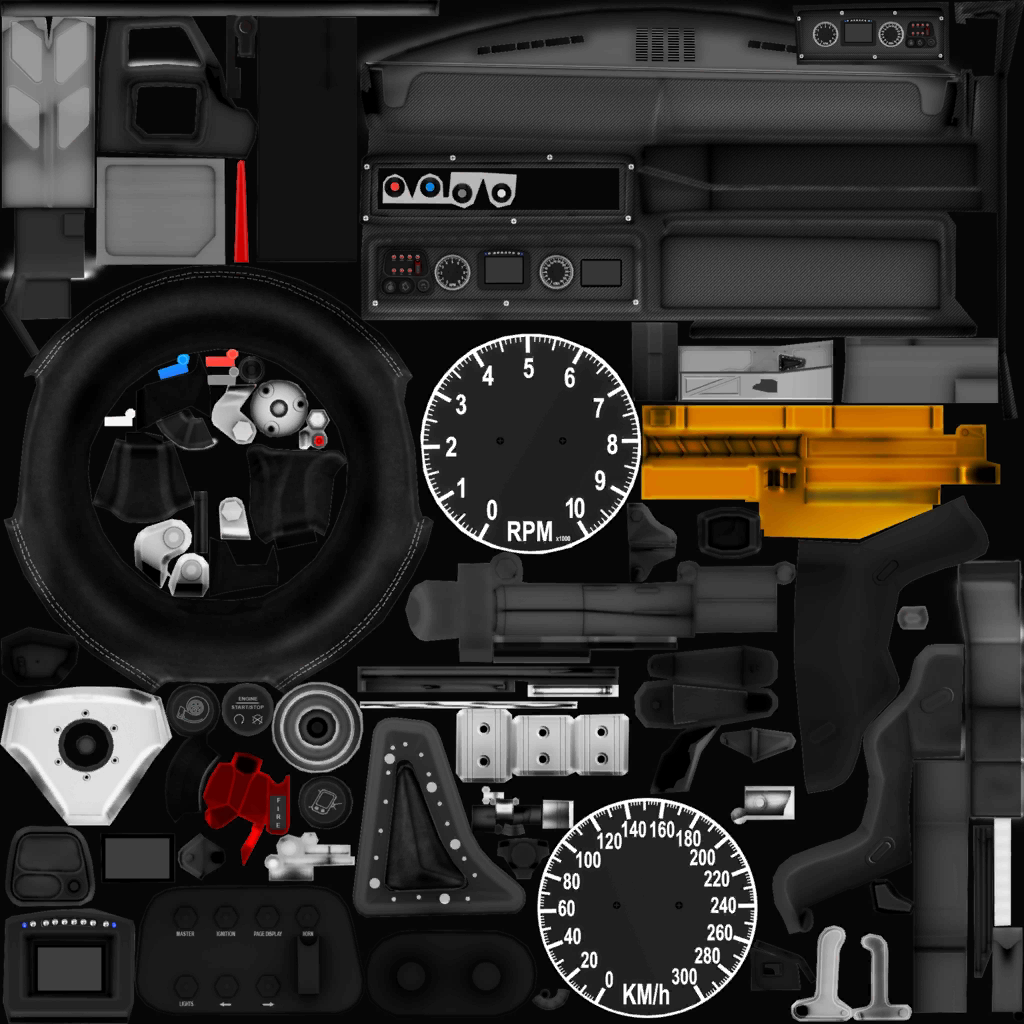 5
4
6
3
7
2
8
1
9
0
10
RPM x1000
ENGINE
START/STOP
FIRE
140
160
120
180
100
200
80
220
60
240
40
260
20
280
0
300
KM/h
MASTER
IGNITION
PAGE DISPLAY
HORN
LIGHTS